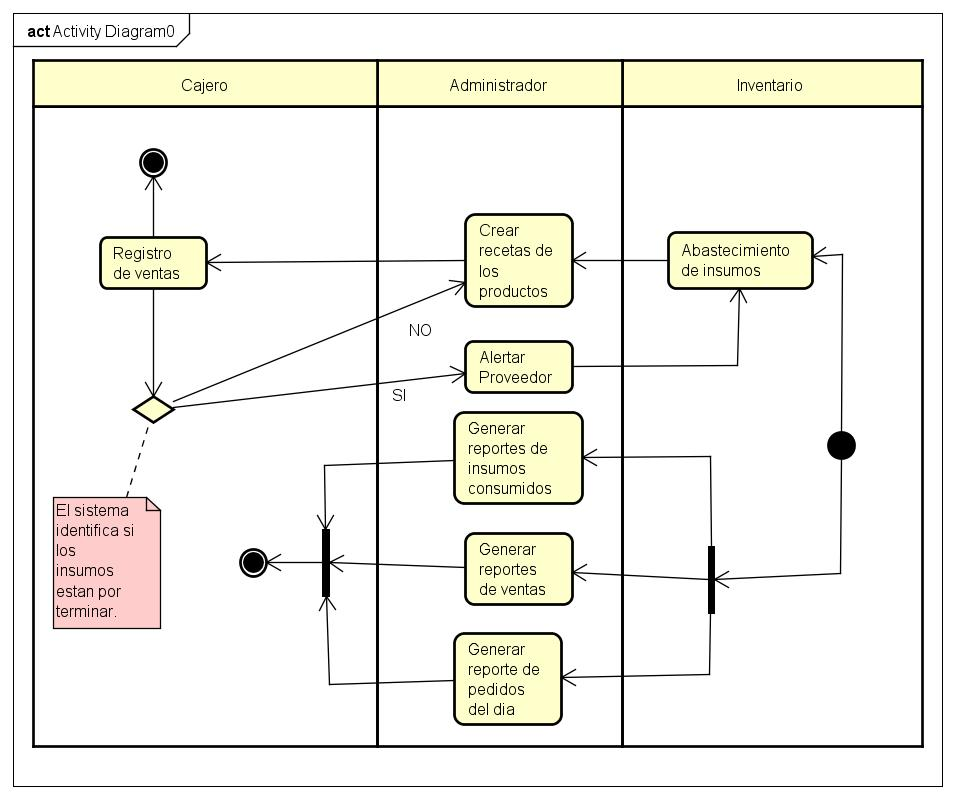 act Activity Diagram0
Cajero
Administrador
Inventario
Registro
de ventas
Crear
recetas de
los
productos
Abastecimiento
de insumos
NO
Alertar
Proveedor
SI
Generar
reportes de
insumos
consumidos
El sistema
identifica si
los
insumos
estan por
terminar.
Generar
reportes
de ventas
Generar
reporte de
pedidos
del dia